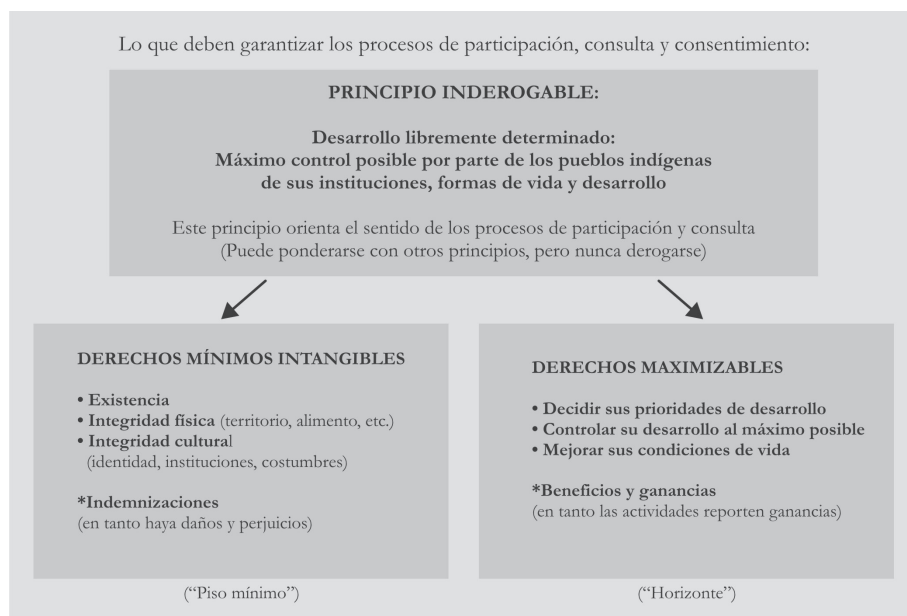 Lo que deben garantizar los procesos de participación, consulta y consentimiento:
PRINCIPIO INDEROGABLE:
Desarrollo libremente determinado:
Máximo control posible por parte de los pueblos indígenas
de sus instituciones, formas de vida y desarrollo
Este principio orienta el sentido de los procesos de participación y consulta
(Puede ponderarse con otros principios, pero nunca derogarse)
DERECHOS MÍNIMOS INTANGIBLES
• Existencia
• Integridad física (territorio, alimento, etc.)
• Integridad cultural
(identidad, instituciones, costumbres)
*Indemnizaciones
(en tanto haya daños y perjuicios)
(“Piso mínimo”)
DERECHOS MAXIMIZABLES
• Decidir sus prioridades de desarrollo
• Controlar su desarrollo al máximo posible
• Mejorar sus condiciones de vida
*Beneficios y ganancias
(en tanto las actividades reporten ganancias)
(“Horizonte”)